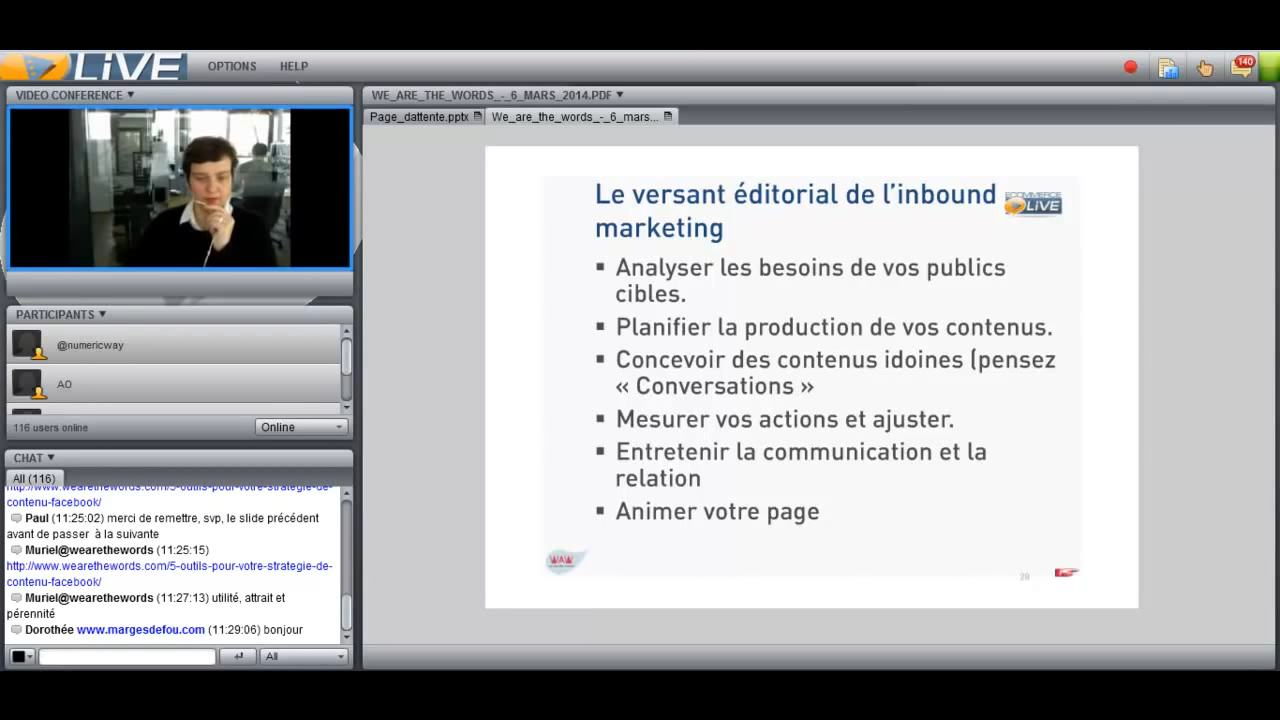 LiVE
OPTIONS
HELP
140
VIDEO CONFERENCE
WE_ARE_THE_WORDS_-_6_MARS_2014.PDF
Page_dattente.pptx
We_are_the_words_-_6_mars...
Le versant éditorial de l’inbound
marketing
ECOMMERCE
LiVE
▪ Analyser les besoins de vos publics
cibles.
▪ Planifier la production de vos contenus.
▪ Concevoir des contenus idoines (pensez
« Conversations »
▪ Mesurer vos actions et ajuster.
▪ Entretenir la communication et la
relation
▪ Animer votre page
WAW
28
PARTICIPANTS
@numericway
AO
116 users online
Online
CHAT
All (116)
http://www.wearethewords.com/5-outils-pour-votre-strategie-de-
contenu-facebook/
Paul (11:25:02) merci de remettre, svp, le slide précédent
avant de passer à la suivante
Muriel@wearethewords (11:25:15)
http://www.wearethewords.com/5-outils-pour-votre-strategie-de-
contenu-facebook/
Muriel@wearethewords (11:27:13) utilité, attrait et
pérennité
Dorothée www.margesdefou.com (11:29:06) bonjour
All